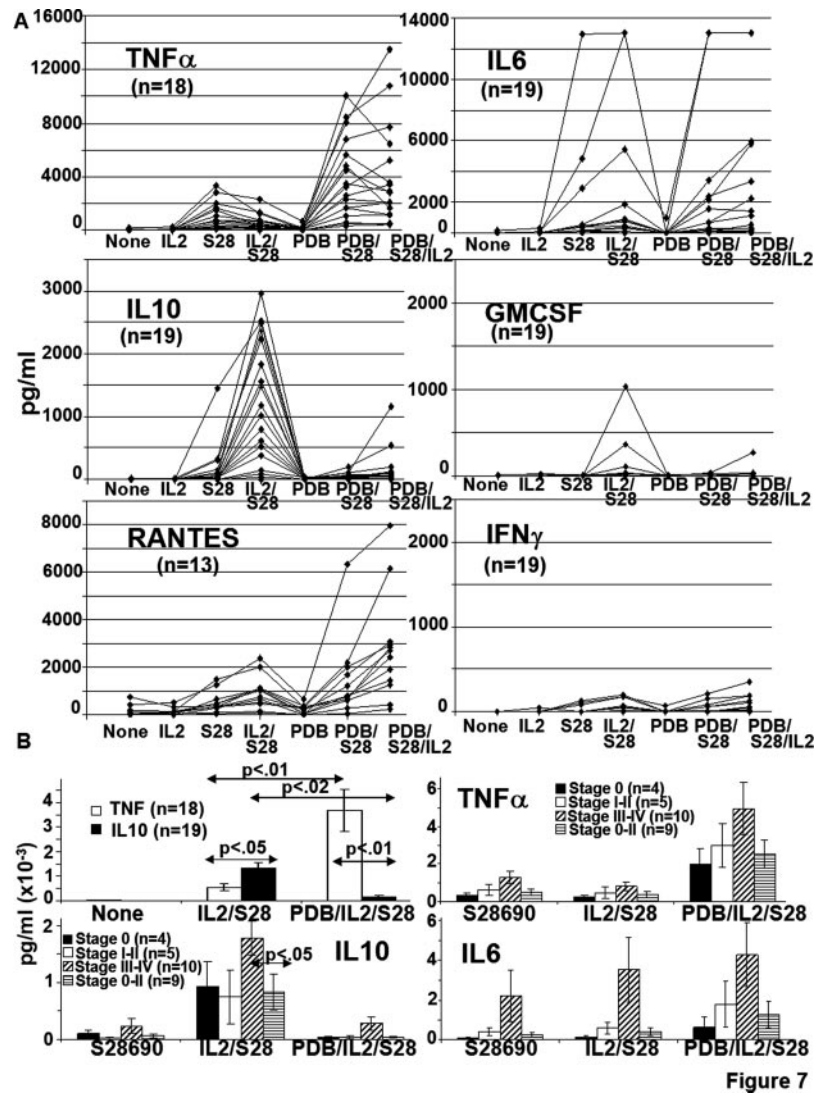 A
16000
12000
8000
4000
0
TNFα
(n=18)
None IL2 S28 IL2/S28 PDB PDB/S28 PDB/S28/IL2
14000
10000
6000
2000
0
IL6
(n=19)
None IL2 S28 IL2/S28 PDB PDB/S28 PDB/S28/IL2
pg/ml
3000
2000
1000
0
IL10
(n=19)
None IL2 S28 IL2/S28 PDB PDB/S28 PDB/S28/IL2
2000
1000
0
GMCSF
(n=19)
None IL2 S28 IL2/S28 PDB PDB/S28 PDB/S28/IL2
8000
6000
4000
2000
0
RANTES
(n=13)
None IL2 S28 IL2/S28 PDB PDB/S28 PDB/S28/IL2
2000
1000
0
IFNγ
(n=19)
None IL2 S28 IL2/S28 PDB PDB/S28 PDB/S28/IL2
B
pg/ml (x10-3)
5
4
3
2
1
0
TNF (n=18)
IL10 (n=19)
p<.01
p<.02
p<.05
p<.01
None IL2/S28 PDB/IL2/S28
6
4
2
0
TNFα
Stage 0 (n=4)
Stage I-II (n=5)
Stage III-IV (n=10)
Stage 0-II (n=9)
S28690 IL2/S28 PDB/IL2/S28
2
1
0
Stage 0 (n=4)
Stage I-II (n=5)
Stage III-IV (n=10)
Stage 0-II (n=9)
p<.05
IL10
S28690 IL2/S28 PDB/IL2/S28
6
4
2
0
IL6
S28690 IL2/S28 PDB/IL2/S28
Figure 7